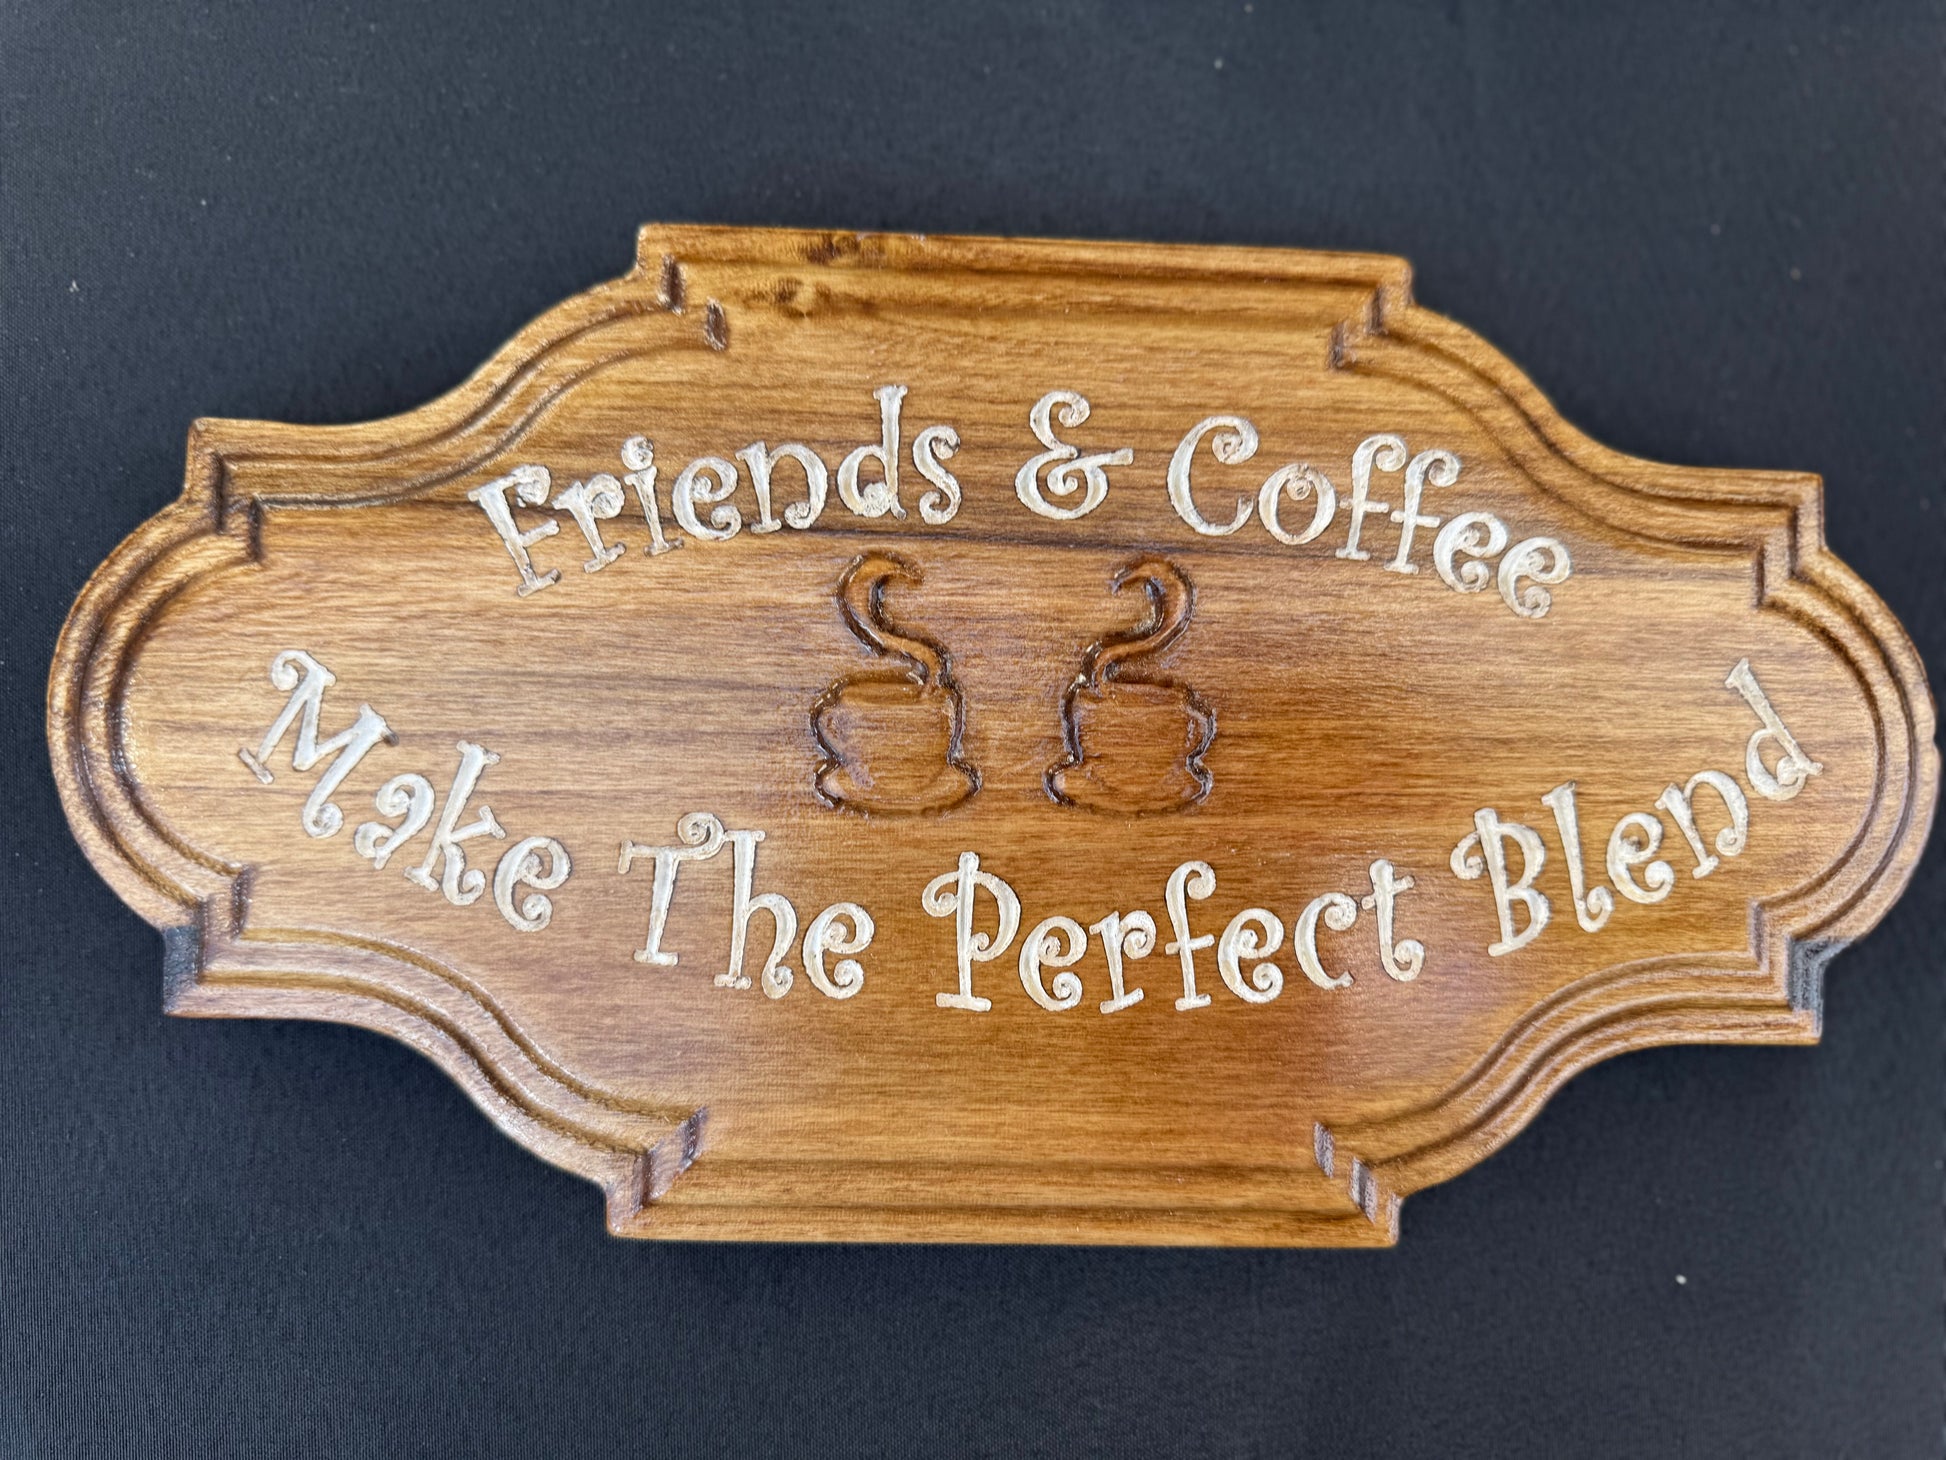 Friends & Coffee
Make The Perfect Blend